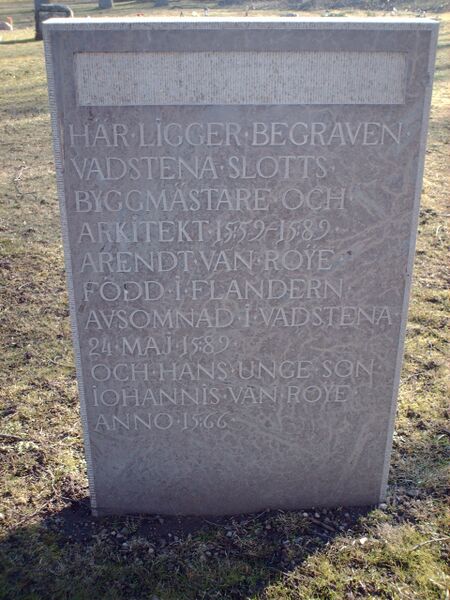 HÄR·LIGGER·BEGRAVEN·
VADSTENA·SLOTTS·
BYGGMÄSTARE·OCH
ARKITEKT·1559-1589·
ARENDT·VAN·ROYE·
FÖDD·I·FLANDERN·
AVSOMNAD·I·VADSTENA
24·MAJ·1589·
OCH·HANS·UNGE·SON
IOHANNIS·VAN·ROYE
ANNO·1566·